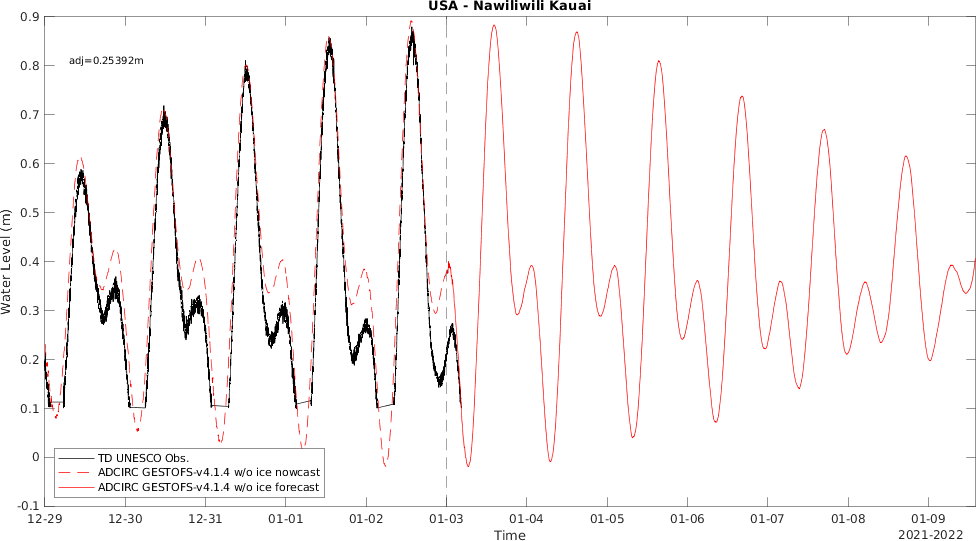 USA - Nawiliwili Kauai
adj=0.25392m
Water Level (m)
0.9
0.8
0.7
0.6
0.5
0.4
0.3
0.2
0.1
0
-0.1
TD UNESCO Obs.
ADCIRC GESTOFS-v4.1.4 w/o ice nowcast
ADCIRC GESTOFS-v4.1.4 w/o ice forecast
12-29 12-30 12-31 01-01 01-02 01-03 01-04 01-05 01-06 01-07 01-08 01-09
Time
2021-2022